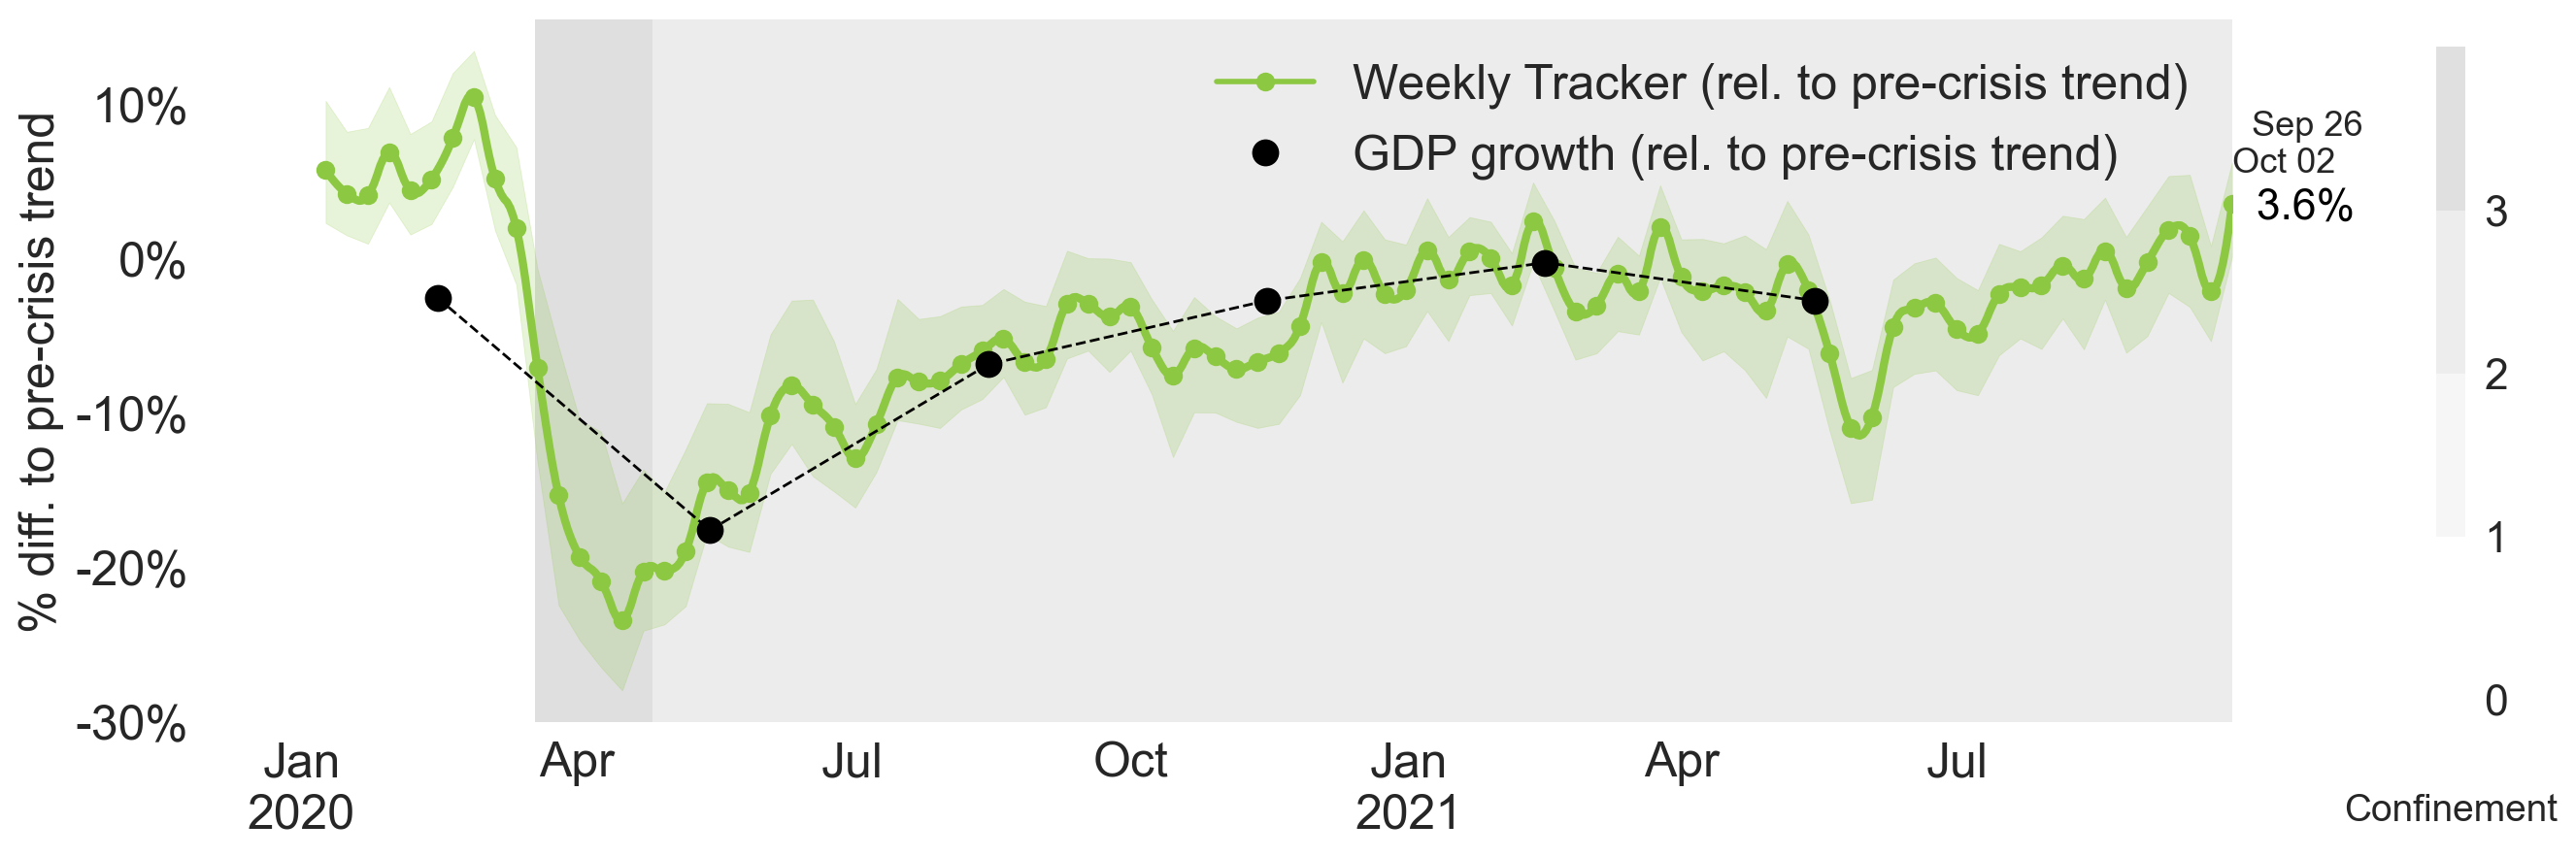 % diff. to pre-crisis trend
10%
0%
-10%
-20%
-30%
Weekly Tracker (rel. to pre-crisis trend)
GDP growth (rel. to pre-crisis trend)
Sep 26
Oct 02
3.6%
3
2
1
0
Confinement
Jan
2020
Apr
Jul
Oct
Jan
2021
Apr
Jul